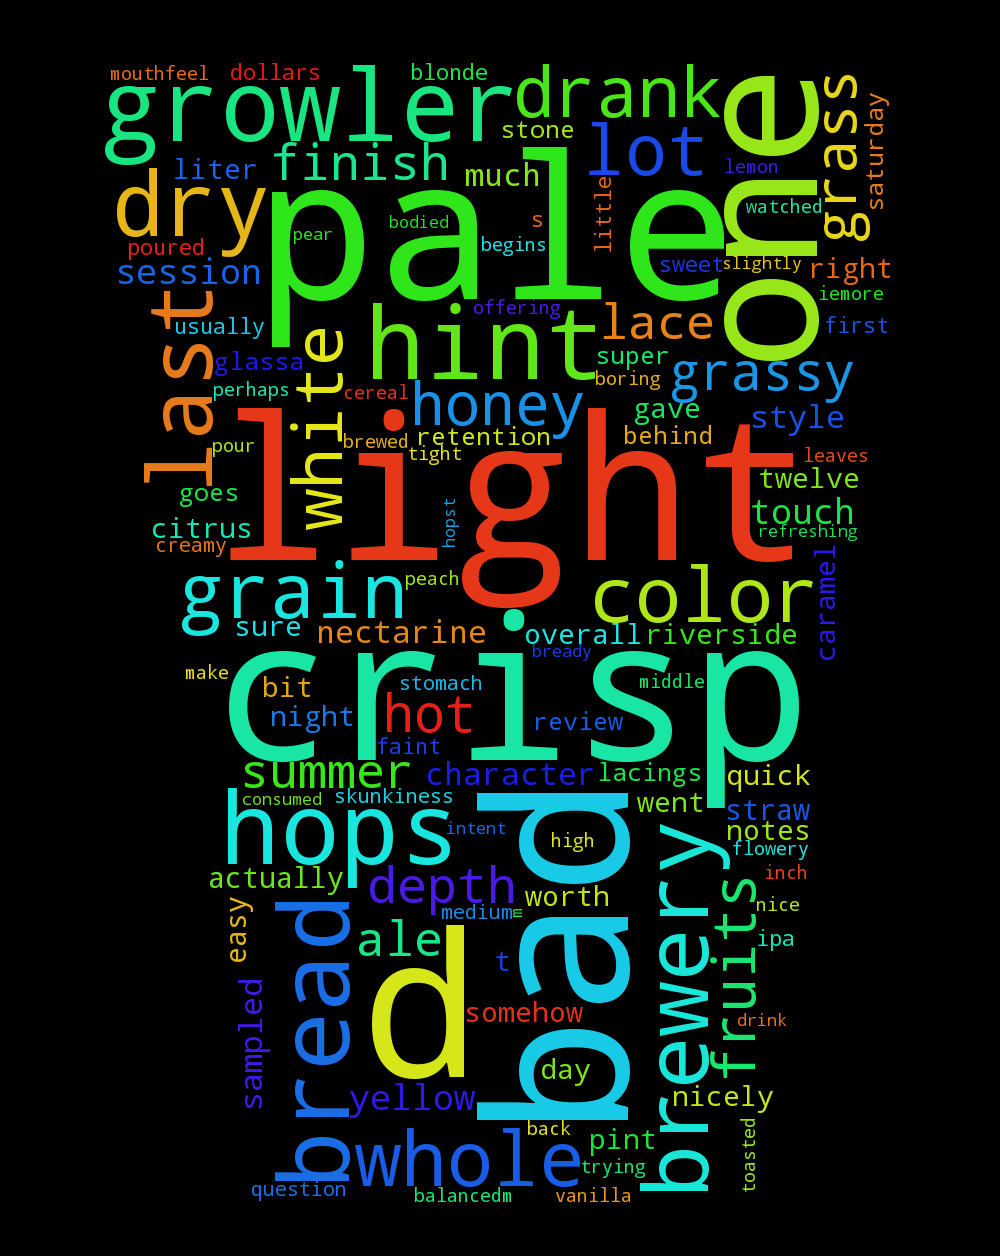 mouthfeel dollars blonde
growler drank one grass
stone saturday
liter finish much lot lemon
dry pale s little watched
pear bodied
poured begins
session sweet slightly right
offering iemore
last usually white hint lace first
glassa super
perhaps cereal honey boring grassy
gave style
pour brewed retention behind
tight leaves
goes light twelve
citrus hopst touch
creamy refreshing
grain peach color caramel
sure nectarine overall riverside
make crisp bready
bit stomach middle
night hot review
faint
summer character lacings quick
consumed skunkiness went straw
hops bad intent high notes
flowery
actually depth worth inch
easy bread medium brewery fruits nice
ale t ipa
sampled d somehow drink
day
yellow nicely
back toasted
whole pint
trying
question balancedm vanilla